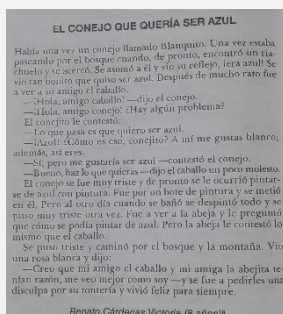 EL CONEJO QUE QUERÍA SER AZUL
Había una vez un conejo llamado Blanquito. Una vez estaba
paseando por el bosque cuando, de pronto, encontró un ria-
chuelo y se acercó. Se asomó a él y vio su reflejo, ¡era azul! Se
vio tan bonito que quiso ser azul. Después de mucho rato fue
a ver a su amigo el caballo.
—¡Hola, amigo caballo! —dijo el conejo.
—¡Hola, amigo conejo! ¿Hay algún problema?
El conejito le contestó:
—Lo que pasa es que quiero ser azul.
—¡Azul! ¿Cómo es eso, conejito? A mí me gustas blanco;
además, así eres.
—Sí, pero me gustaría ser azul —contestó el conejo.
—Bueno, haz lo que quieras —dijo el caballo un poco molesto.
El conejo se fue muy triste y de pronto se le ocurrió pintar-
se de azul con pintura. Fue por un bote de pintura y se metió
en él. Pero al otro día cuando se bañó se despintó todo y se
puso muy triste otra vez. Fue a ver a la abeja y le preguntó
que cómo se podía pintar de azul. Pero la abeja le contestó lo
mismo que el caballo.
Se puso triste y caminó por el bosque y la montaña. Vio
una rosa blanca y dijo:
—Creo que mi amigo el caballo y mi amiga la abejita te-
nían razón, me veo mejor como soy —y se fue a pedirles una
disculpa por su tontería y vivió feliz para siempre.
Renato Cárdenas Victoria (8 años)